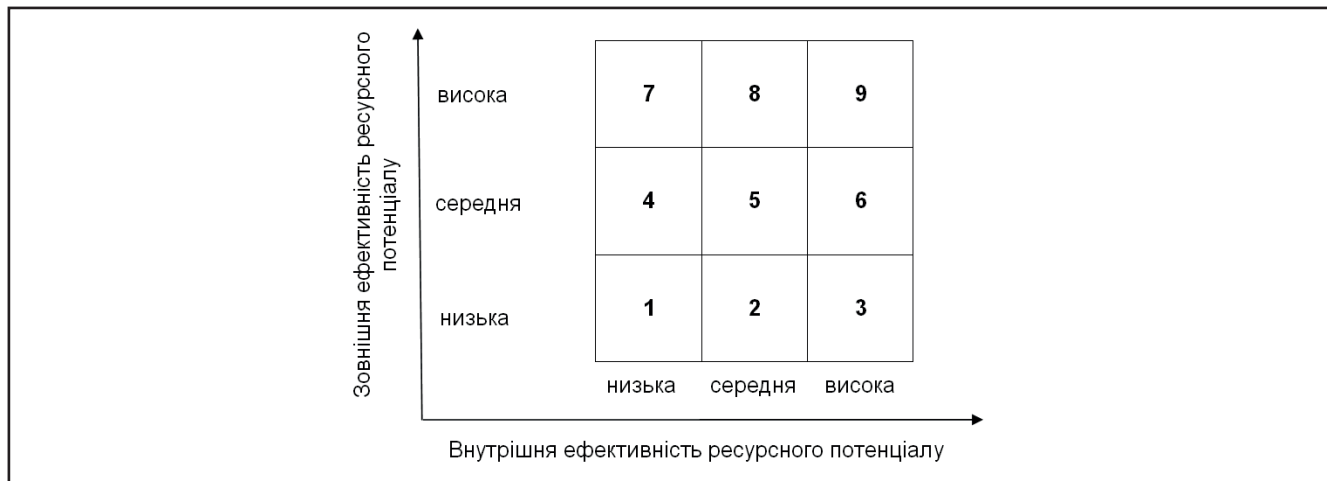 Зовнішня ефективність ресурсного
потенціалу
висока
7 8 9
середня
4 5 6
низька
1 2 3
низька середня висока
Внутрішня ефективність ресурсного потенціалу